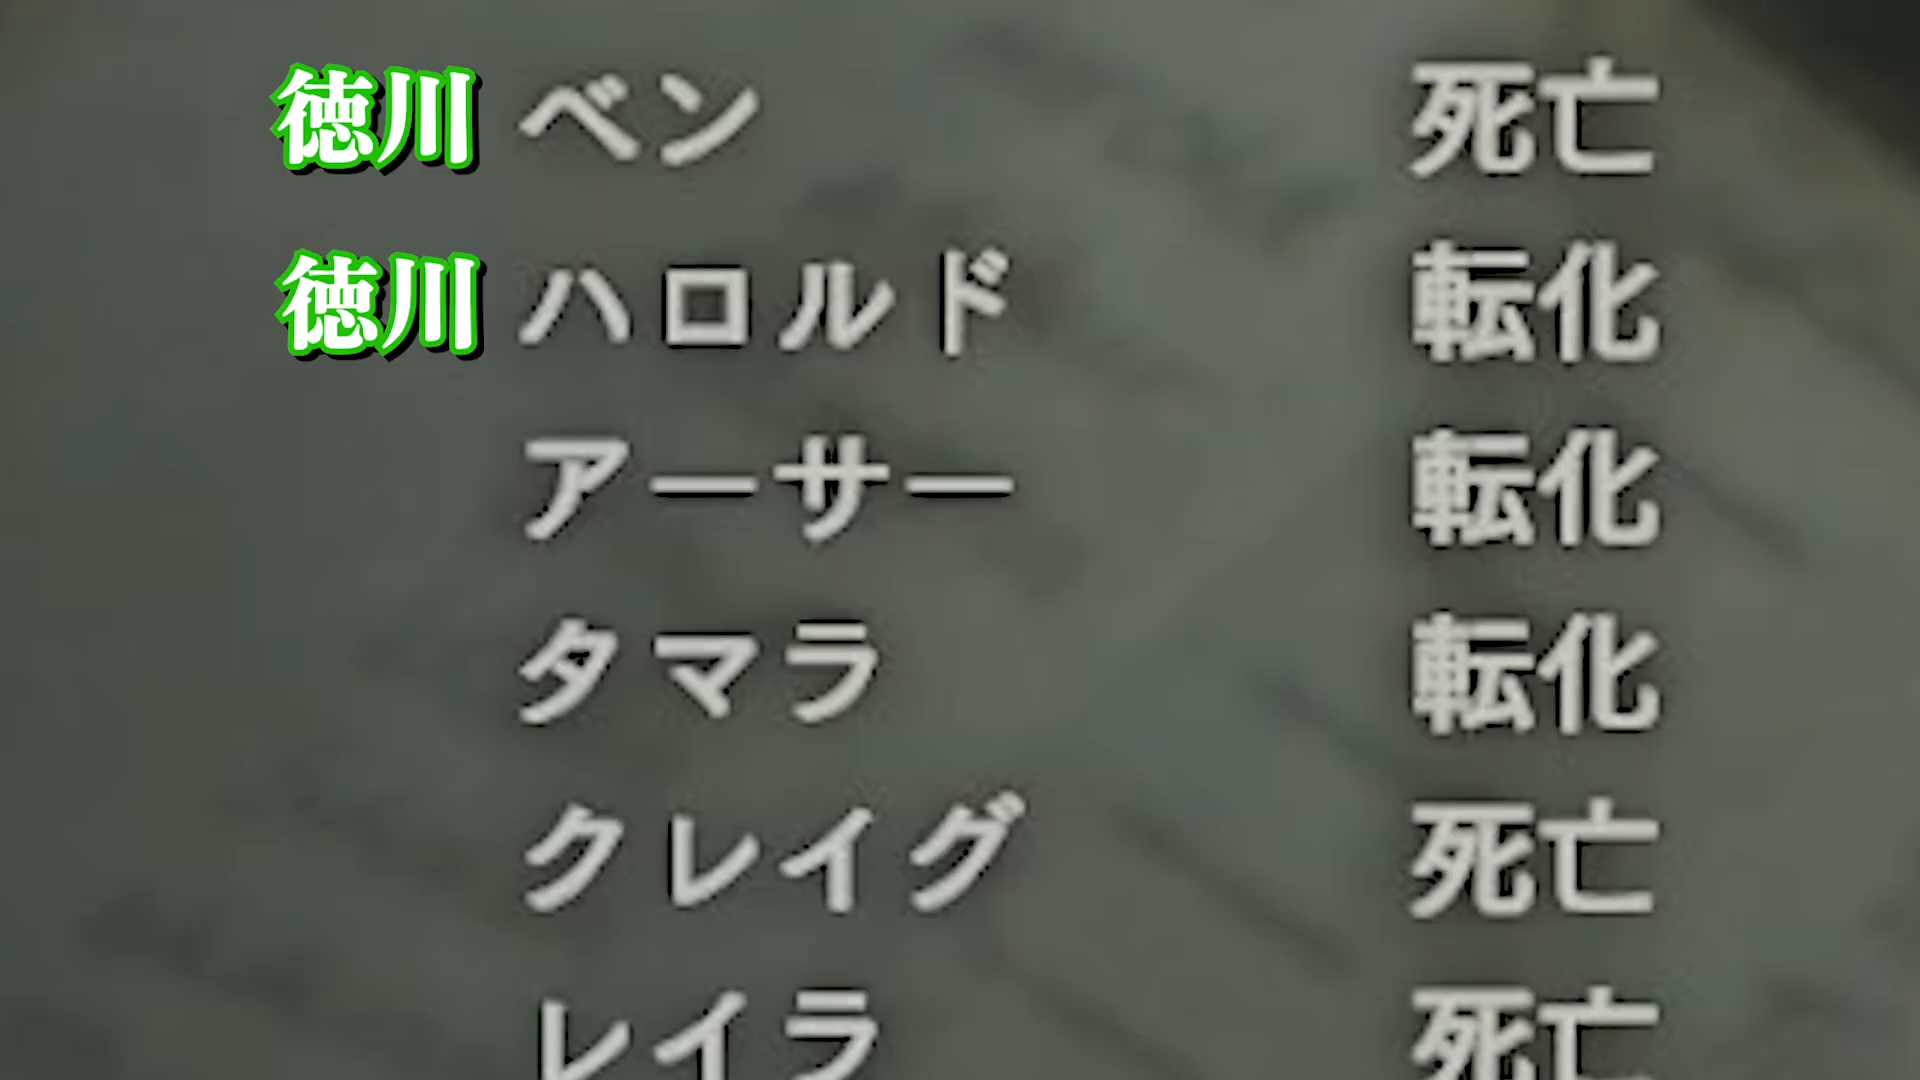 徳川 ベン 死亡
徳川 ハロルド 転化
アーサー 転化
タマラ 転化
クレイグ 死亡
レイラ 死亡